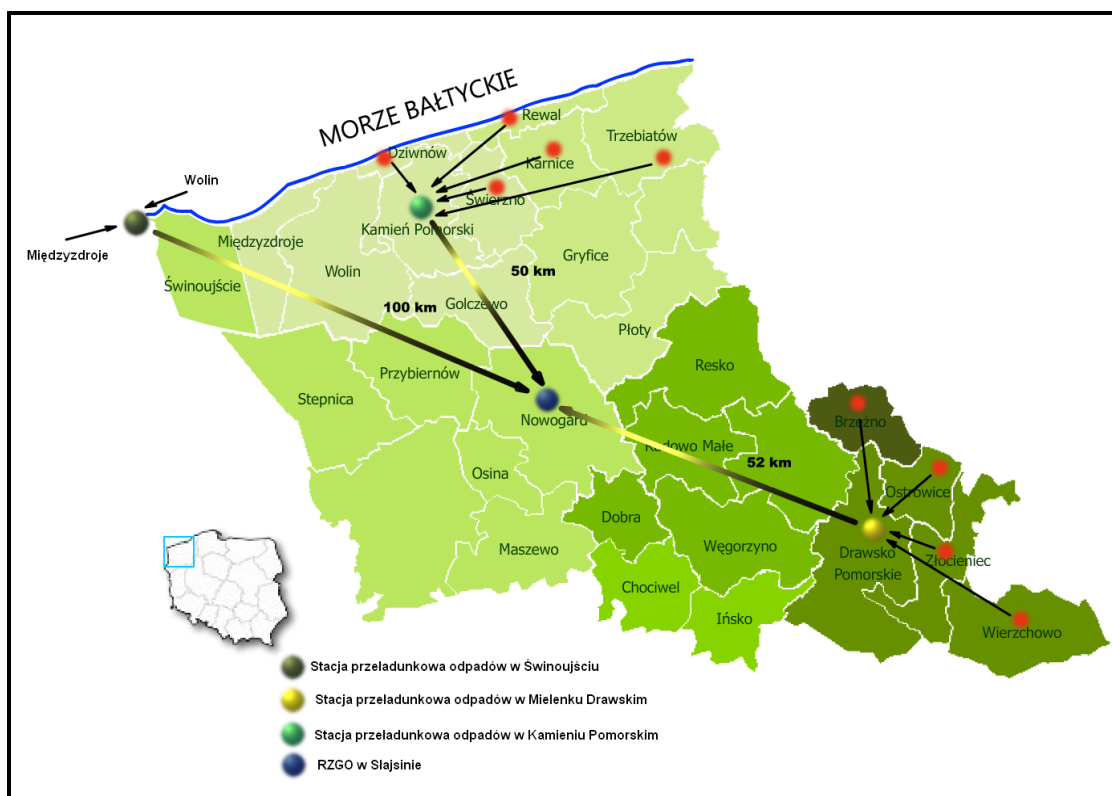 MORZE BAŁTYCKIE
Rewal
Trzebiatów
Dziwnów
Karnice
Wolin
Świerzno
Kamień Pomorski
Międzyzdroje
Międzyzdroje
Gryfice
Wolin
50 km
Świnoujście
100 km
Golczewo
Płoty
Resko
Przybiernów
Stepnica
Nowogard
Brzeżno
Radowo Małe
52 km
Osina
Ostrowice
Dobra
Maszewo
Węgorzyno
Drawsko
Pomorskie
Złocieniec
Chociwel
Ińsko
Wierzchowo
Stacja przeładunkowa odpadów w Świnoujściu
Stacja przeładunkowa odpadów w Mielenku Drawskim
Stacja przeładunkowa odpadów w Kamieniu Pomorskim
RZGO w Słajsinie